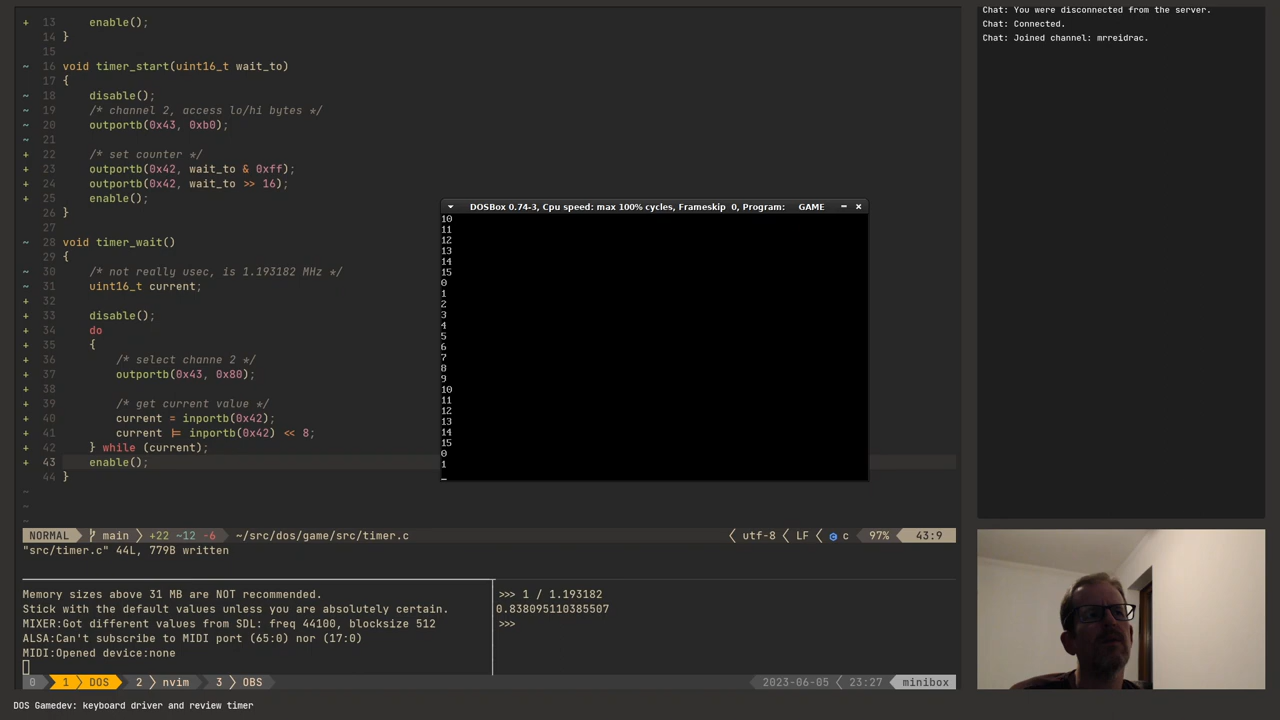 + 13 enable();
14 }
15
~ 16 void timer_start(uint16_t wait_to)
17 {
~ 18 disable();
~ 19 /* channel 2, access lo/hi bytes */
~ 20 outportb(0x43, 0xb0);
~ 21
+ 22 /* set counter */
+ 23 outportb(0x42, wait_to & 0xff);
+ 24 outportb(0x42, wait_to >> 16);
+ 25 enable();
26 }
27
~ 28 void timer_wait()
29 {
~ 30 /* not really usec, is 1.193182 MHz */
~ 31 uint16_t current;
+ 32
+ 33 disable();
+ 34 do
+ 35 {
+ 36 /* select channe 2 */
+ 37 outportb(0x43, 0x80);
+ 38
+ 39 /* get current value */
+ 40 current = inportb(0x42);
+ 41 current |= inportb(0x42) << 8;
+ 42 } while (current);
+ 43 enable();
44 }
~
~
~
NORMAL main +22 ~12 -6 ~/src/dos/game/src/timer.c utf-8 LF c 97% 43:9
"src/timer.c" 44L, 779B written
DOSBox 0.74-3, Cpu speed: max 100% cycles, Frameskip 0, Program: GAME
10
11
12
13
14
15
0
1
2
3
4
5
6
7
8
9
10
11
12
13
14
15
0
1
Memory sizes above 31 MB are NOT recommended.
Stick with the default values unless you are absolutely certain.
MIXER:Got different values from SDL: freq 44100, blocksize 512
ALSA:Can't subscribe to MIDI port (65:0) nor (17:0)
MIDI:Opened device:none
>>> 1 / 1.193182
0.838095110385507
>>>
0 1 DOS 2 nvim 3 OBS 2023-06-05 23:27 minibox
DOS Gamedev: keyboard driver and review timer
Chat: You were disconnected from the server.
Chat: Connected.
Chat: Joined channel: mrreidrac.